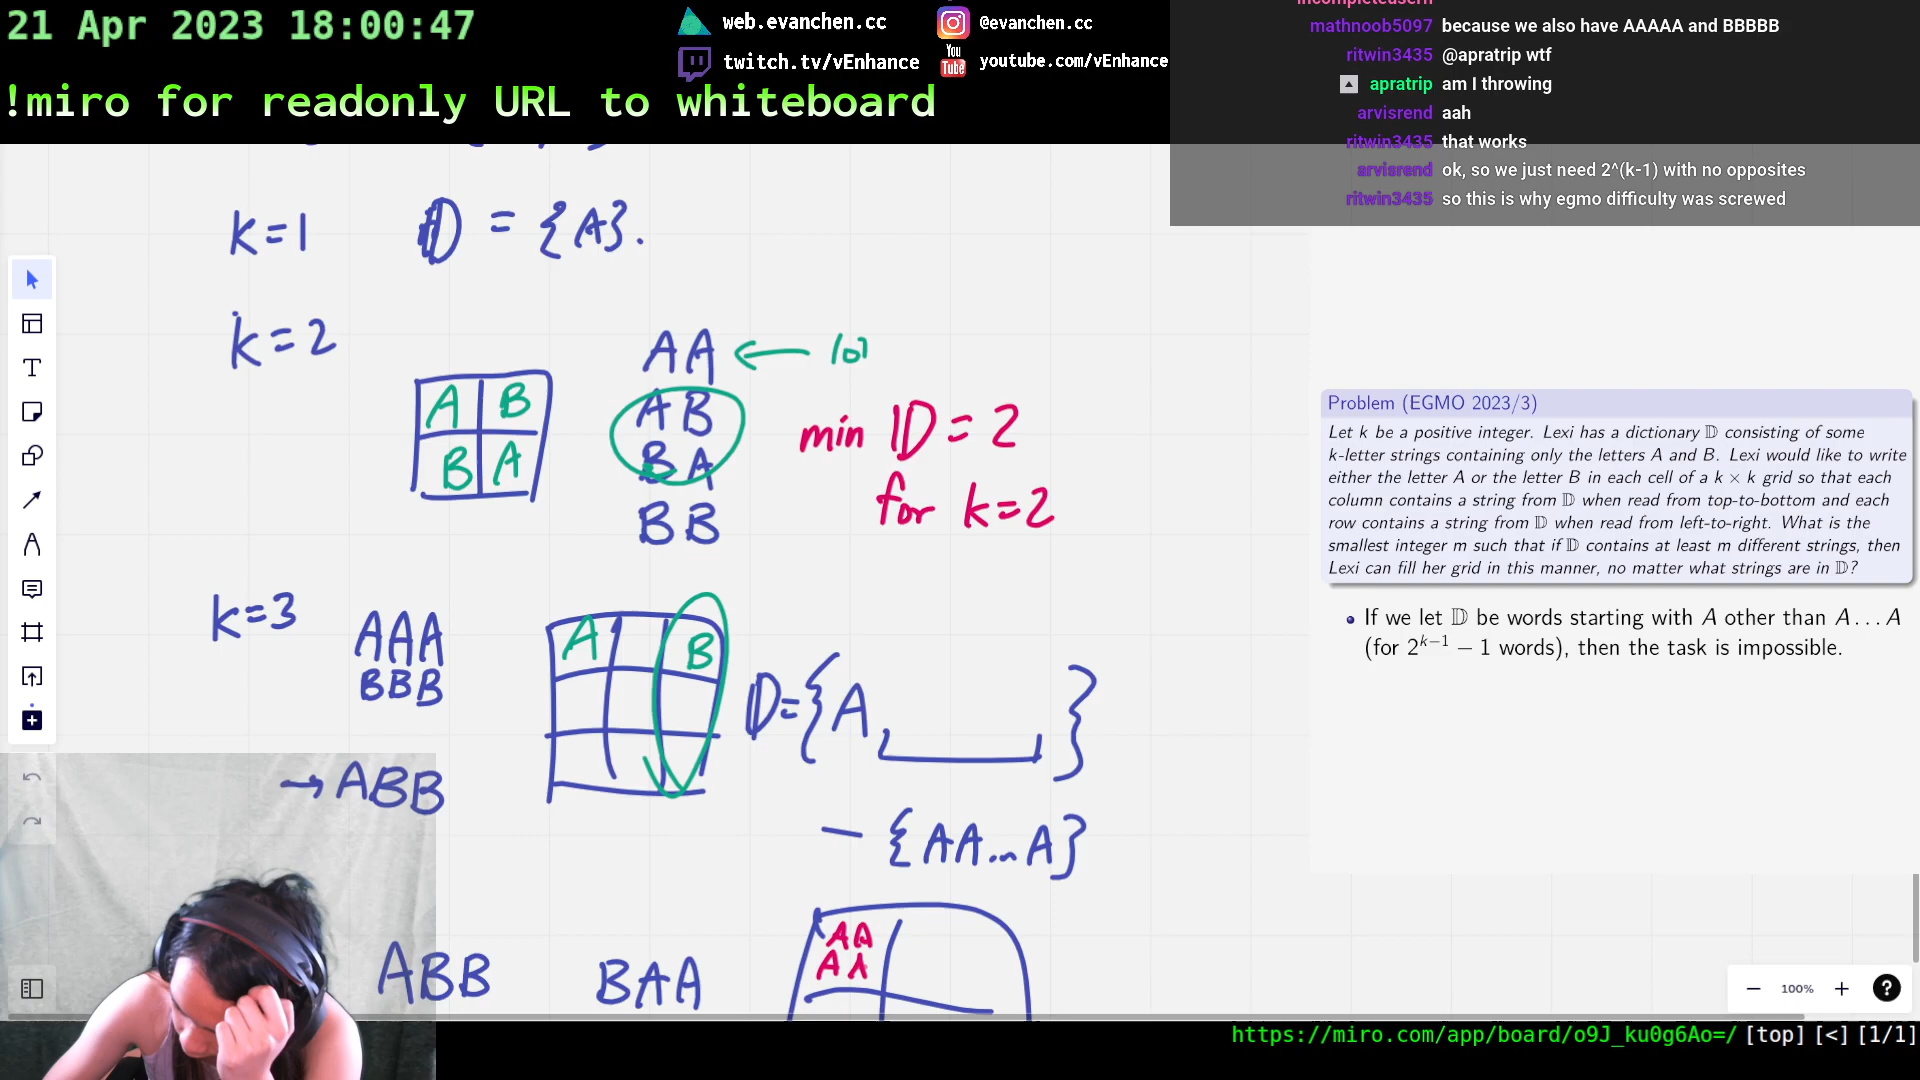 21 Apr 2023 18:00:47
web.evanchen.cc
@evanchen.cc
twitch.tv/vEnhance
You
Tube
youtube.com/vEnhance
!miro for readonly URL to whiteboard
mathnoob5097 because we also have AAAAA and BBBBB
ritwin3435 @apratrip wtf
apratrip am I throwing
arvisrend aah
ritwin3435 that works
arvisrend ok, so we just need 2^(k-1) with no opposites
ritwin3435 so this is why egmo difficulty was screwed
k=1 𝔻 = {A}.
k=2
A B
B A
AA ← lol
AB
BA
BB
min 𝔻 = 2
for k=2
k=3
AAA
BBB
→ ABB
A B
𝔻={A }
— {AA...A}
ABB BAA
AA
AA
Problem (EGMO 2023/3)
Let k be a positive integer. Lexi has a dictionary 𝔻 consisting of some
k-letter strings containing only the letters A and B. Lexi would like to write
either the letter A or the letter B in each cell of a k × k grid so that each
column contains a string from 𝔻 when read from top-to-bottom and each
row contains a string from 𝔻 when read from left-to-right. What is the
smallest integer m such that if 𝔻 contains at least m different strings, then
Lexi can fill her grid in this manner, no matter what strings are in 𝔻?
• If we let 𝔻 be words starting with A other than A...A
(for 2^{k−1} − 1 words), then the task is impossible.
100%
https://miro.com/app/board/o9J_ku0g6Ao=/ [top] [<] [1/1]